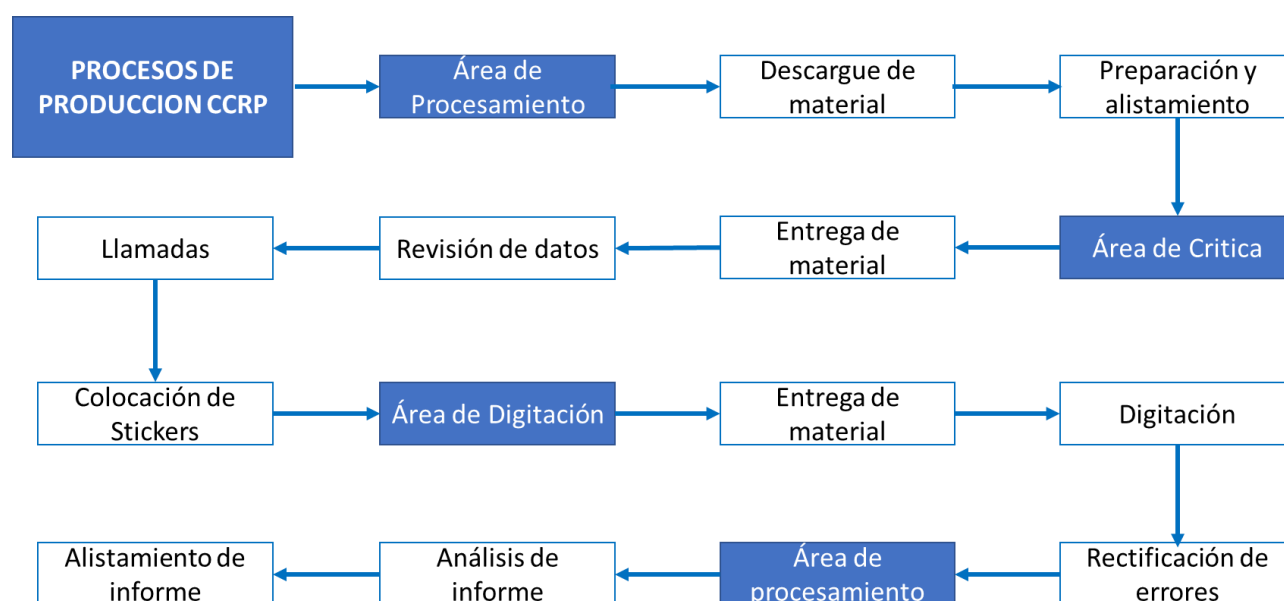 PROCESOS DE
PRODUCCION CCRP
Área de
Procesamiento
Descargue de
material
Preparación y
alistamiento
Área de Critica
Entrega de
material
Revisión de datos
Llamadas
Colocación de
Stickers
Área de Digitación
Entrega de
material
Digitación
Rectificación de
errores
Área de
procesamiento
Análisis de
informe
Alistamiento de
informe